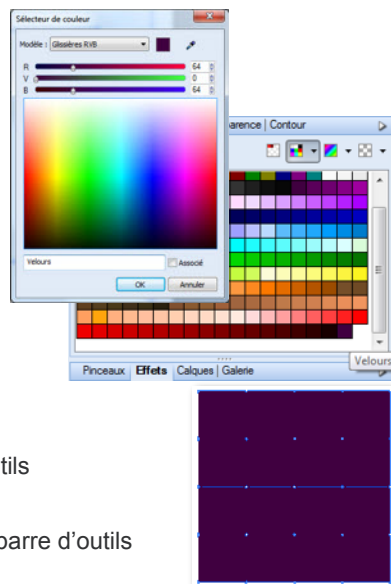 Sélecteur de couleur
Modèle : Glissières RVB
R 64
V 0
B 64
Velours
Associé
OK Annuler
arence | Contour
Velours
Pinceaux Effets Calques | Galerie
tils
barre d'outils